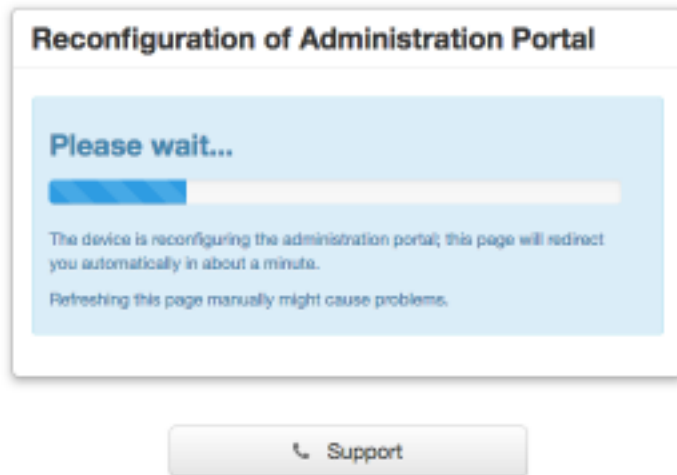 Reconfiguration of Administration Portal
Please wait...
The device is reconfiguring the administration portal; this page will redirect
you automatically in about a minute.
Refreshing this page manually might cause problems.
Support